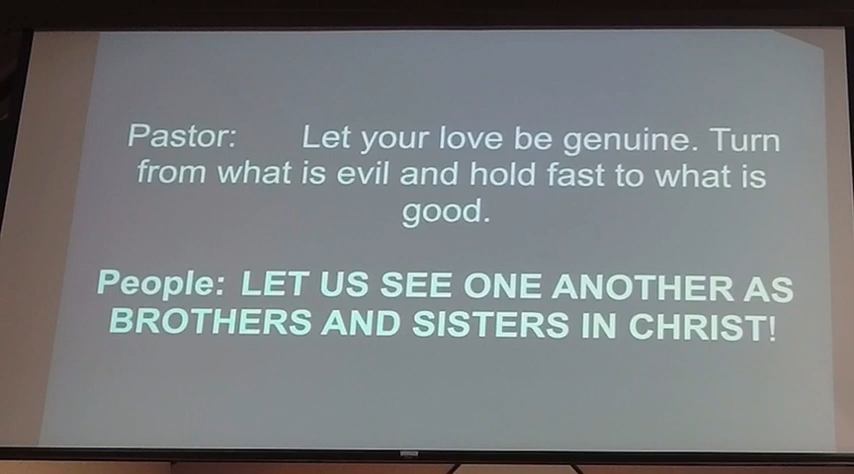 Pastor: Let your love be genuine. Turn
from what is evil and hold fast to what is
good.
People: LET US SEE ONE ANOTHER AS
BROTHERS AND SISTERS IN CHRIST!